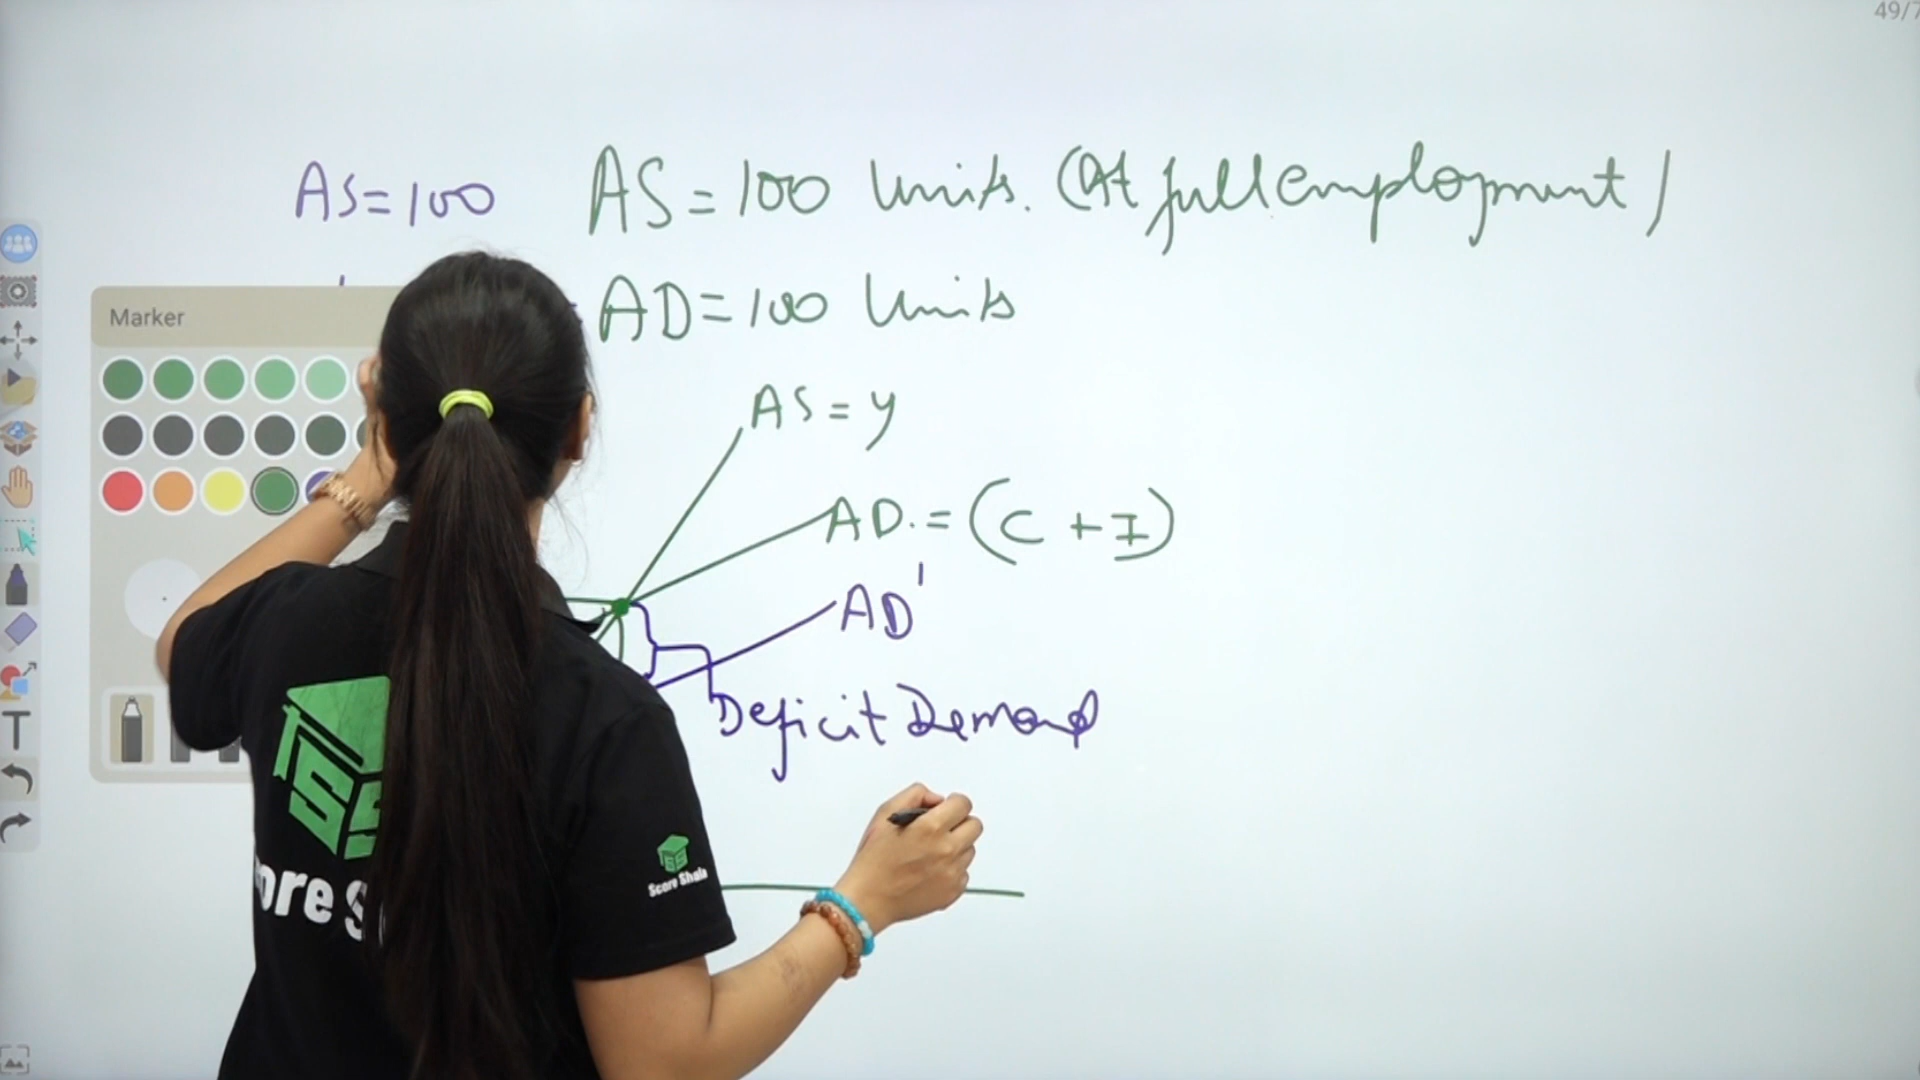 49/7
AS=100 AS = 100 Units. (At full employment)
AD = 100 Units
Marker
AS = y
AD. = (C + I)
AD'
Deficit Demand
Score Shala
ore S